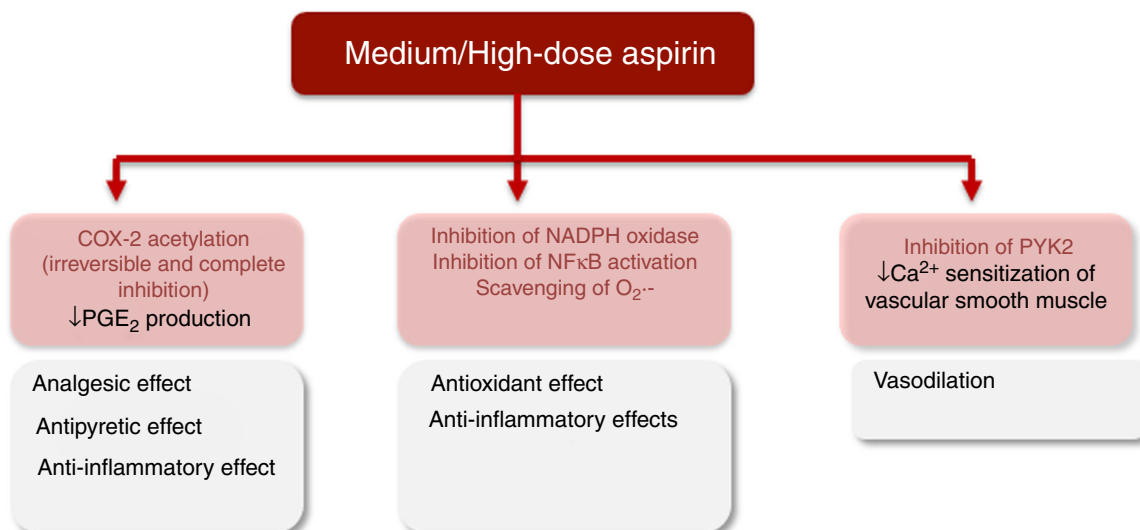 Medium/High-dose aspirin
COX-2 acetylation
(irreversible and complete
inhibition)
↓PGE₂ production
Analgesic effect
Antipyretic effect
Anti-inflammatory effect
Inhibition of NADPH oxidase
Inhibition of NFκB activation
Scavenging of O₂·-
Antioxidant effect
Anti-inflammatory effects
Inhibition of PYK2
↓Ca²⁺ sensitization of
vascular smooth muscle
Vasodilation